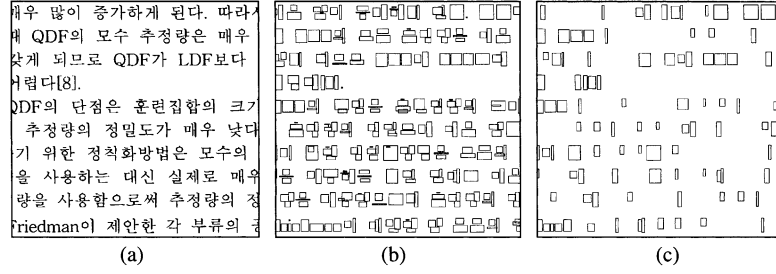 매우 많이 증가하게 된다. 따라서
때 QDF의 모수 추정량은 매우
갖게 되므로 QDF가 LDF보다
어렵다[8].
QDF의 단점은 훈련집합의 크기
추정량의 정밀도가 매우 낮다
기 위한 정칙화방법은 모수의
을 사용하는 대신 실제로 매우
량을 사용함으로써 추정량의 정
Friedman이 제안한 각 부류의 공
(a) (b) (c)